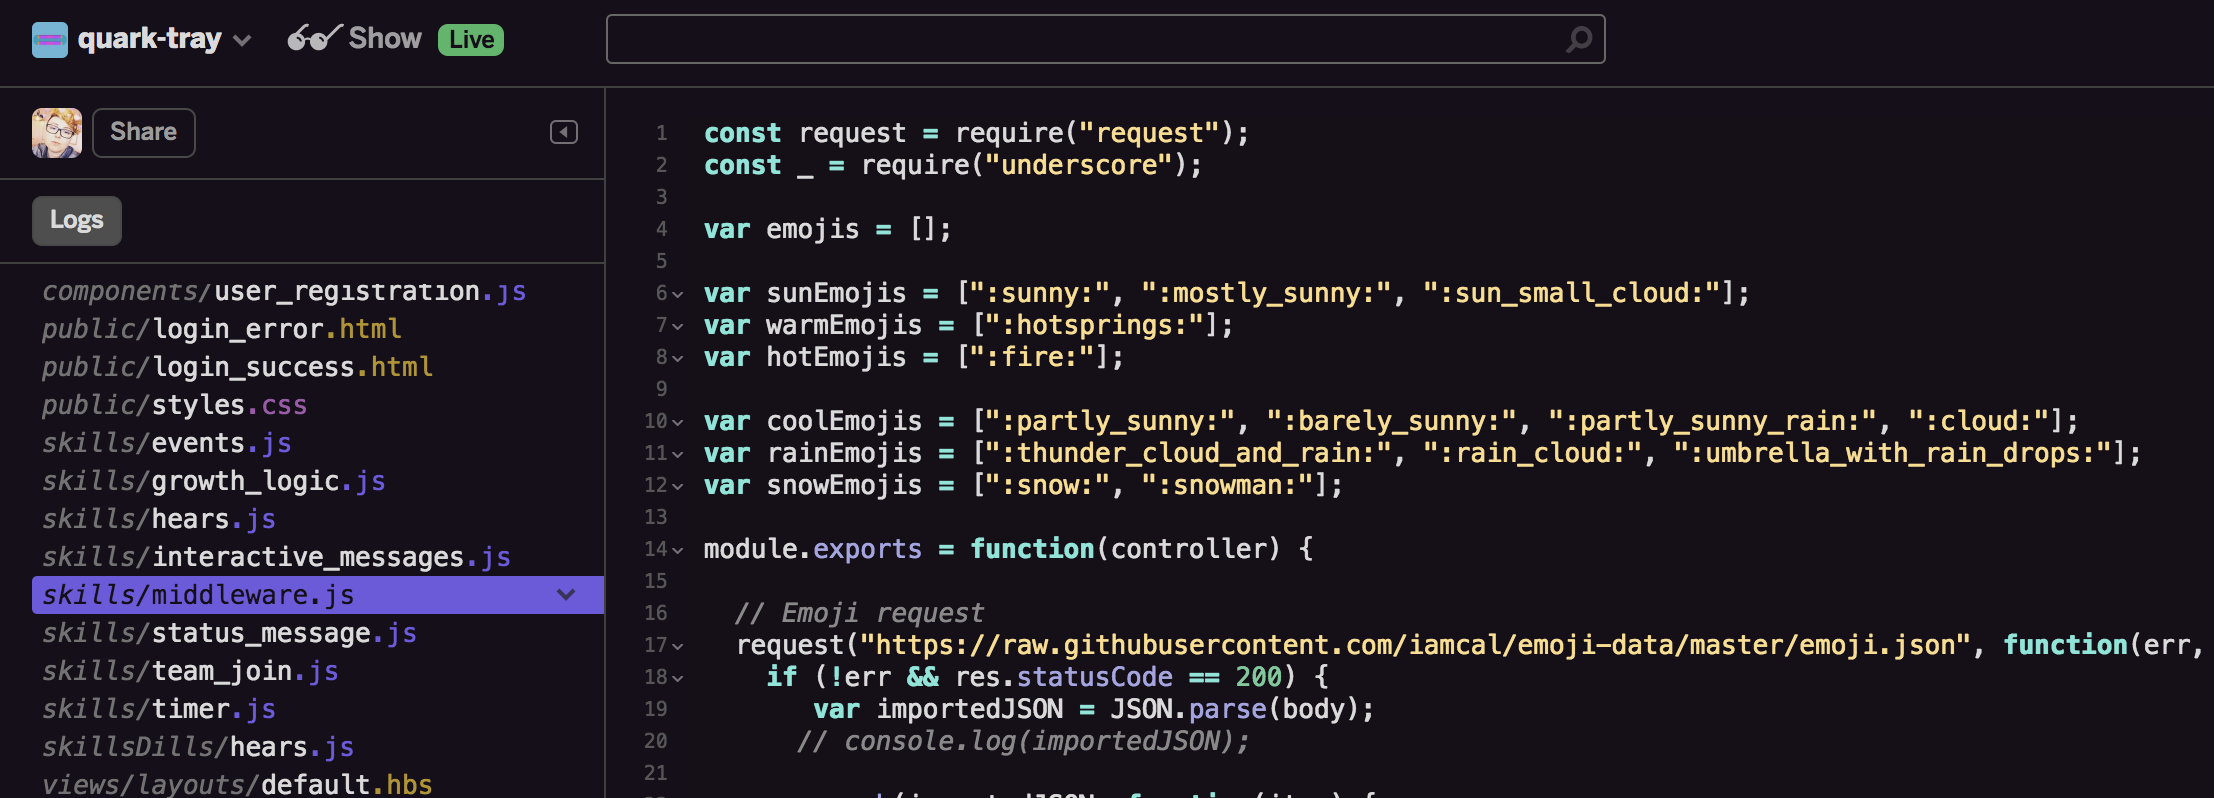 quark-tray Show Live
Share
Logs
components/user_registration.js
public/login_error.html
public/login_success.html
public/styles.css
skills/events.js
skills/growth_logic.js
skills/hears.js
skills/interactive_messages.js
skills/middleware.js
skills/status_message.js
skills/team_join.js
skills/timer.js
skillsDills/hears.js
views/layouts/default.hbs
1 const request = require("request");
2 const _ = require("underscore");
3
4 var emojis = [];
5
6 var sunEmojis = [":sunny:", ":mostly_sunny:", ":sun_small_cloud:"];
7 var warmEmojis = [":hotsprings:"];
8 var hotEmojis = [":fire:"];
9
10 var coolEmojis = [":partly_sunny:", ":barely_sunny:", ":partly_sunny_rain:", ":cloud:"];
11 var rainEmojis = [":thunder_cloud_and_rain:", ":rain_cloud:", ":umbrella_with_rain_drops:"];
12 var snowEmojis = [":snow:", ":snowman:"];
13
14 module.exports = function(controller) {
15
16 // Emoji request
17 request("https://raw.githubusercontent.com/iamcal/emoji-data/master/emoji.json", function(err,
18 if (!err && res.statusCode == 200) {
19 var importedJSON = JSON.parse(body);
20 // console.log(importedJSON);
21